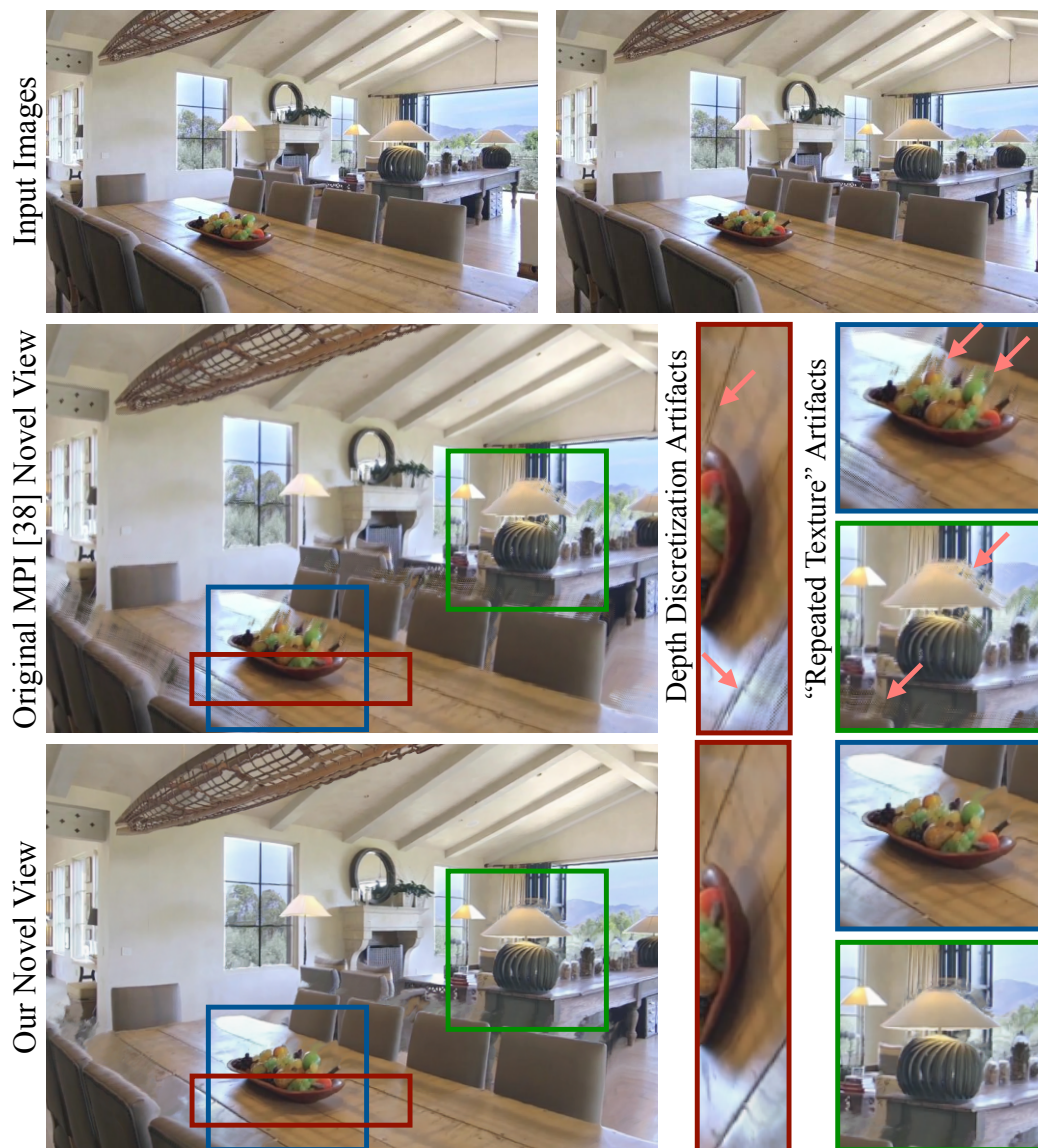 Input Images
Original MPI [38] Novel View
Depth Discretization Artifacts
“Repeated Texture” Artifacts
Our Novel View